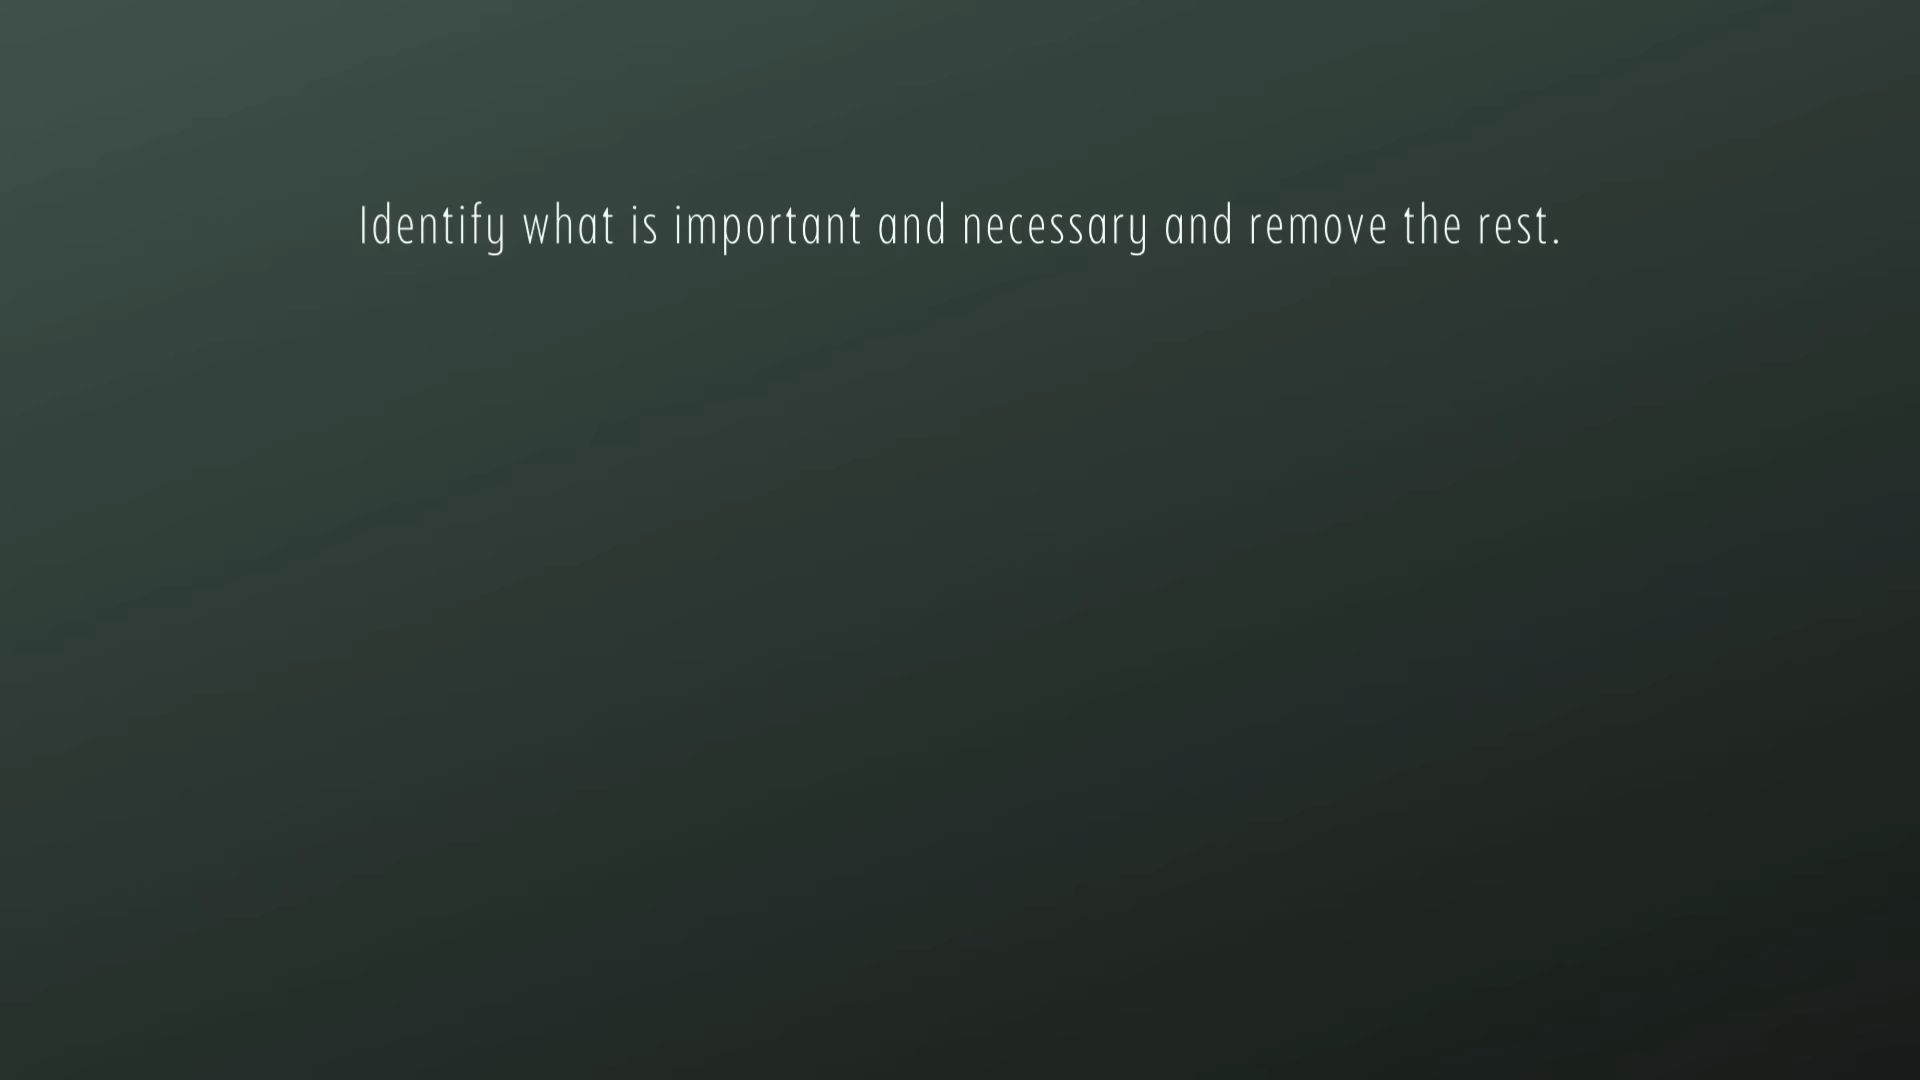 Identify what is important and necessary and remove the rest.